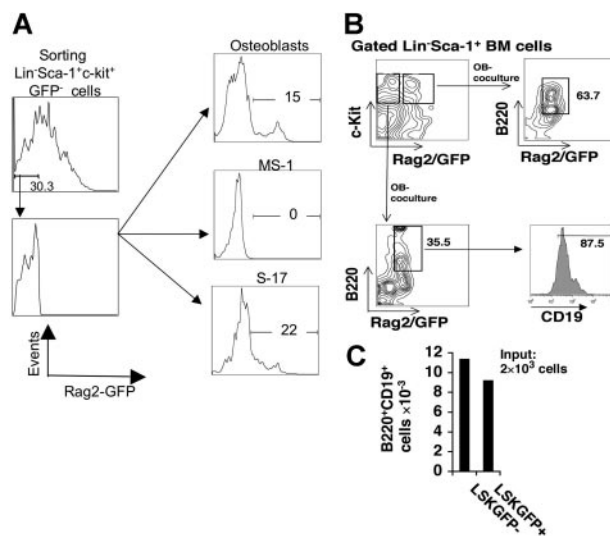 A
Sorting
Lin⁻Sca-1⁺c-kit⁺
GFP⁻ cells
30.3
Events
Rag2-GFP
Osteoblasts
15
MS-1
0
S-17
22
B
Gated Lin⁻Sca-1⁺ BM cells
c-Kit
Rag2/GFP
OB-
coculture
B220
Rag2/GFP
63.7
OB-
coculture
B220
Rag2/GFP
35.5
87.5
CD19
C
B220⁺CD19⁺
cells ×10⁻³
12
10
8
6
4
2
0
Input:
2×10³ cells
LSKGFP-
LSKGFP+